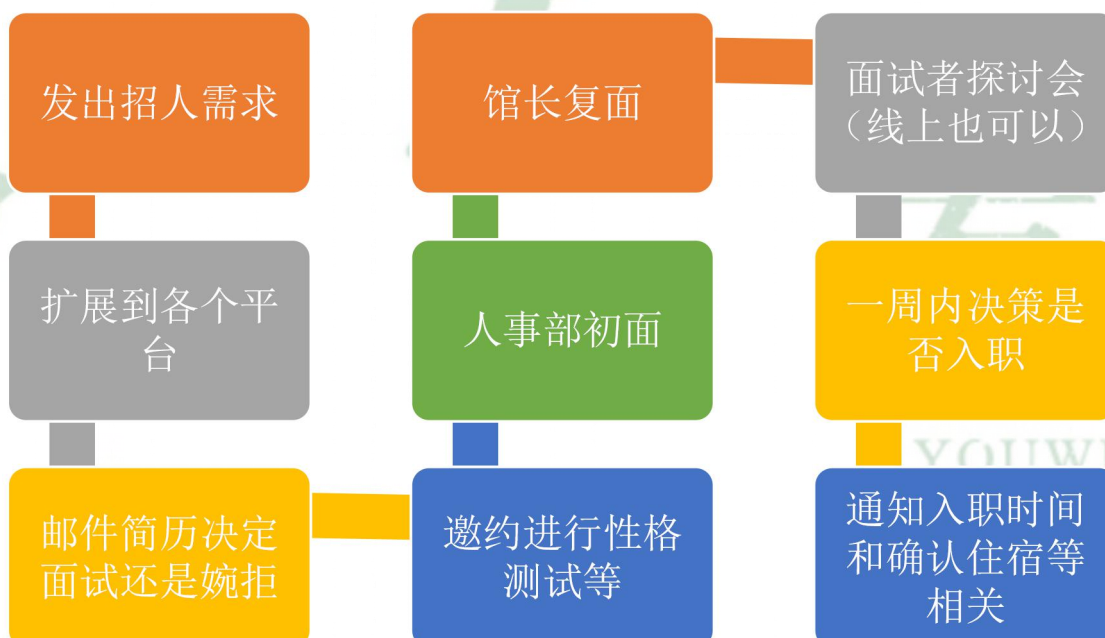 发出招人需求
扩展到各个平
台
邮件简历决定
面试还是婉拒
邀约进行性格
测试等
人事部初面
馆长复面
面试者探讨会
（线上也可以）
一周内决策是
否入职
通知入职时间
和确认住宿等
相关